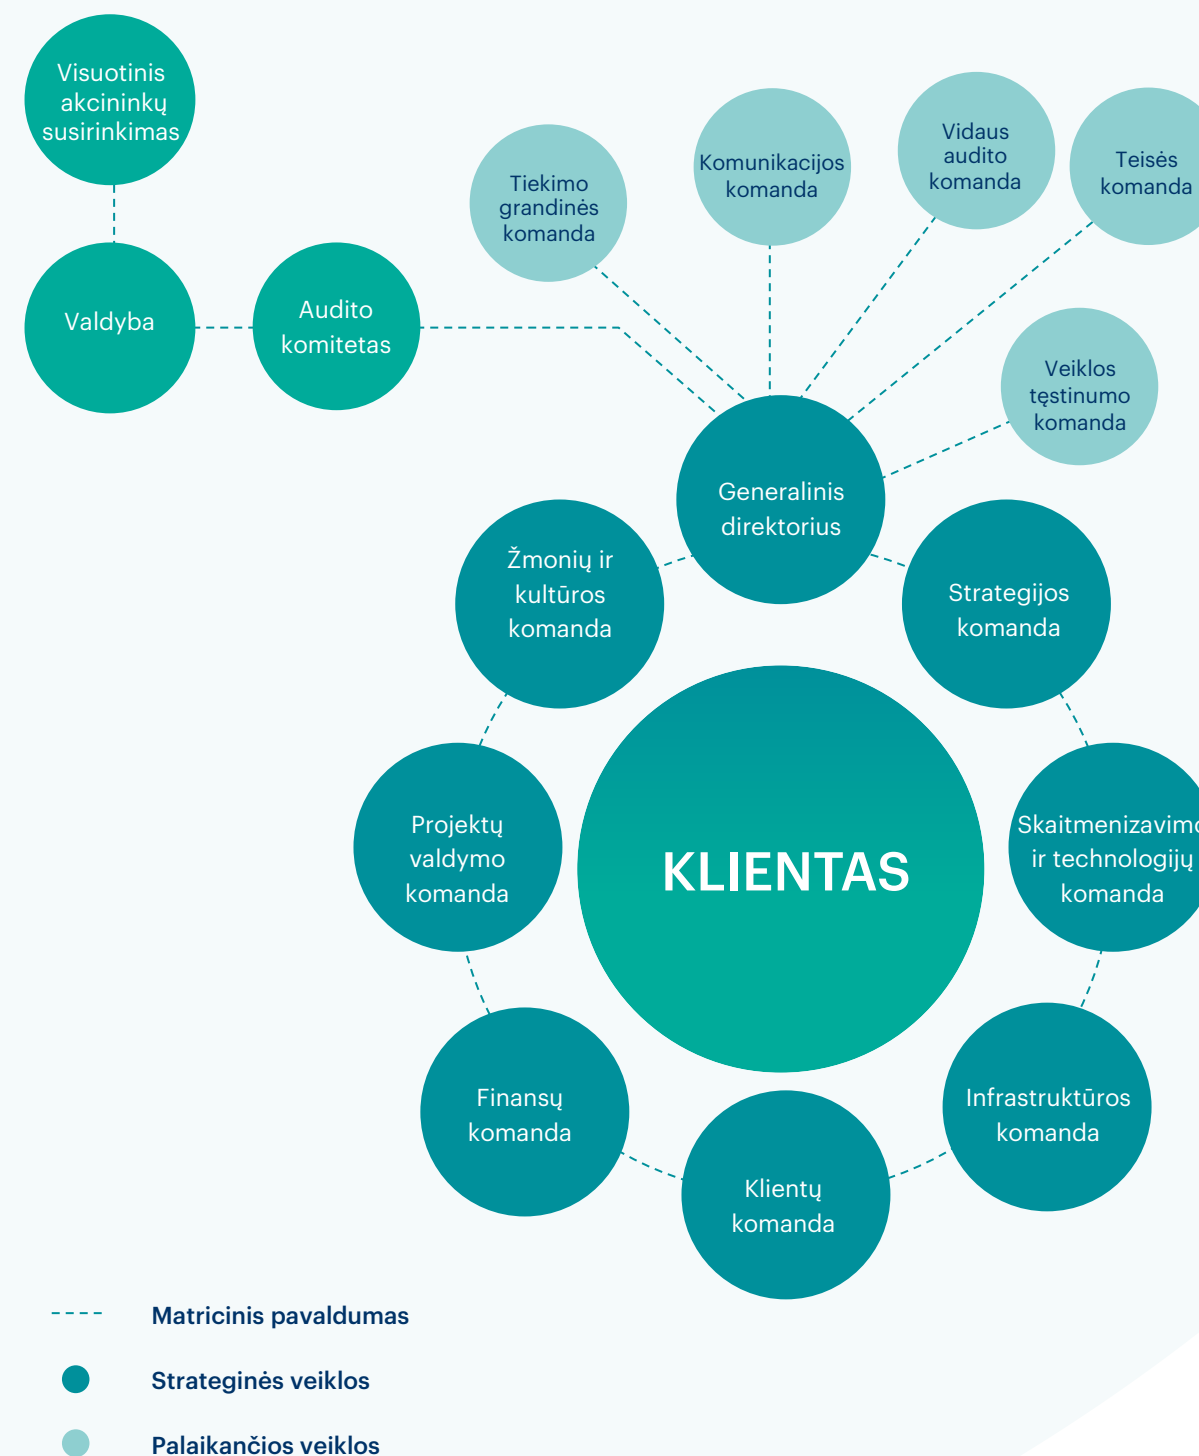 Visuotinis
akcininkų
susirinkimas
Valdyba
Audito
komitetas
Tiekimo
grandinės
komanda
Komunikacijos
komanda
Vidaus
audito
komanda
Teisės
komanda
Veiklos
tęstinumo
komanda
Generalinis
direktorius
Žmonių ir
kultūros
komanda
Strategijos
komanda
Projektų
valdymo
komanda
KLIENTAS
Skaitmenizavimo
ir technologijų
komanda
Finansų
komanda
Klientų
komanda
Infrastruktūros
komanda
Matricinis pavaldumas
Strateginės veiklos
Palaikančios veiklos